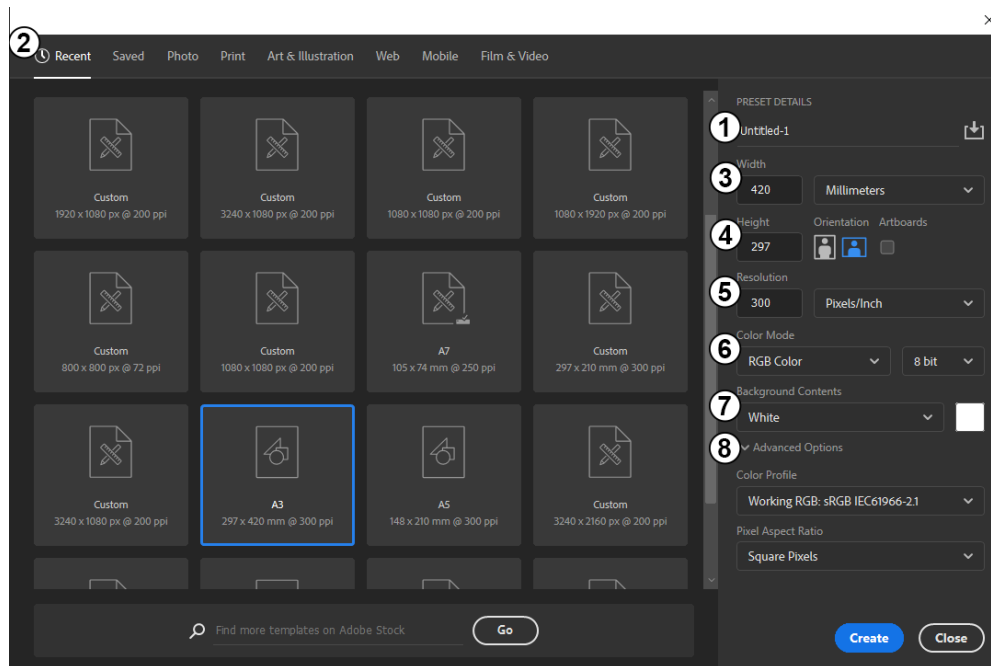 ×
2
Recent Saved Photo Print Art & Illustration Web Mobile Film & Video
Custom
1920 x 1080 px @ 200 ppi
Custom
3240 x 1080 px @ 200 ppi
Custom
1080 x 1080 px @ 200 ppi
Custom
1080 x 1920 px @ 200 ppi
Custom
800 x 800 px @ 72 ppi
Custom
1080 x 1080 px @ 200 ppi
A7
105 x 74 mm @ 250 ppi
Custom
297 x 210 mm @ 300 ppi
Custom
3240 x 1080 px @ 200 ppi
A3
297 x 420 mm @ 300 ppi
A5
148 x 210 mm @ 300 ppi
Custom
3240 x 2160 px @ 200 ppi
Find more templates on Adobe Stock
Go
PRESET DETAILS
1 Untitled-1
Width
3 420 Millimeters
Height Orientation Artboards
4 297
Resolution
5 300 Pixels/Inch
Color Mode
6 RGB Color 8 bit
Background Contents
7 White
8 Advanced Options
Color Profile
Working RGB: sRGB IEC61966-2.1
Pixel Aspect Ratio
Square Pixels
Create Close